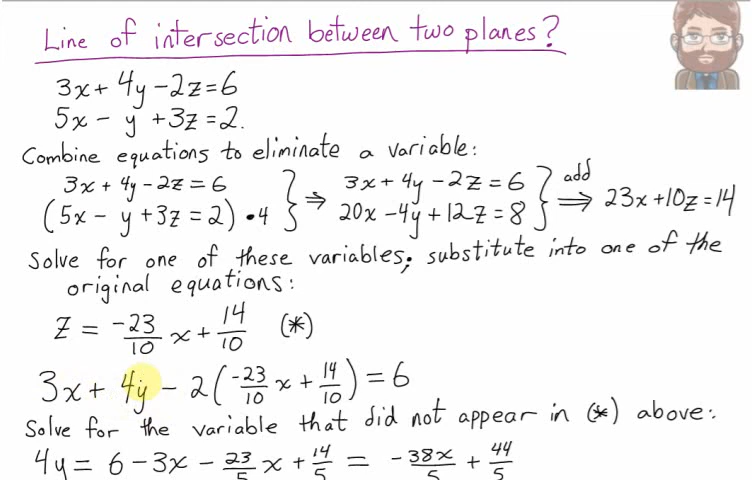 Line of intersection between two planes?
3x + 4y - 2z = 6
5x - y + 3z = 2.
Combine equations to eliminate a variable:
3x + 4y - 2z = 6 } ⇒ 3x + 4y - 2z = 6 } add
(5x - y + 3z = 2) • 4 } ⇒ 20x - 4y + 12z = 8 } ⇒ 23x + 10z = 14
Solve for one of these variables; substitute into one of the
original equations:
z = -23/10 x + 14/10 (*)
3x + 4y - 2(-23/10 x + 14/10) = 6
Solve for the variable that did not appear in (*) above:
4y = 6 - 3x - 23/5 x + 14/5 = -38x/5 + 44/5